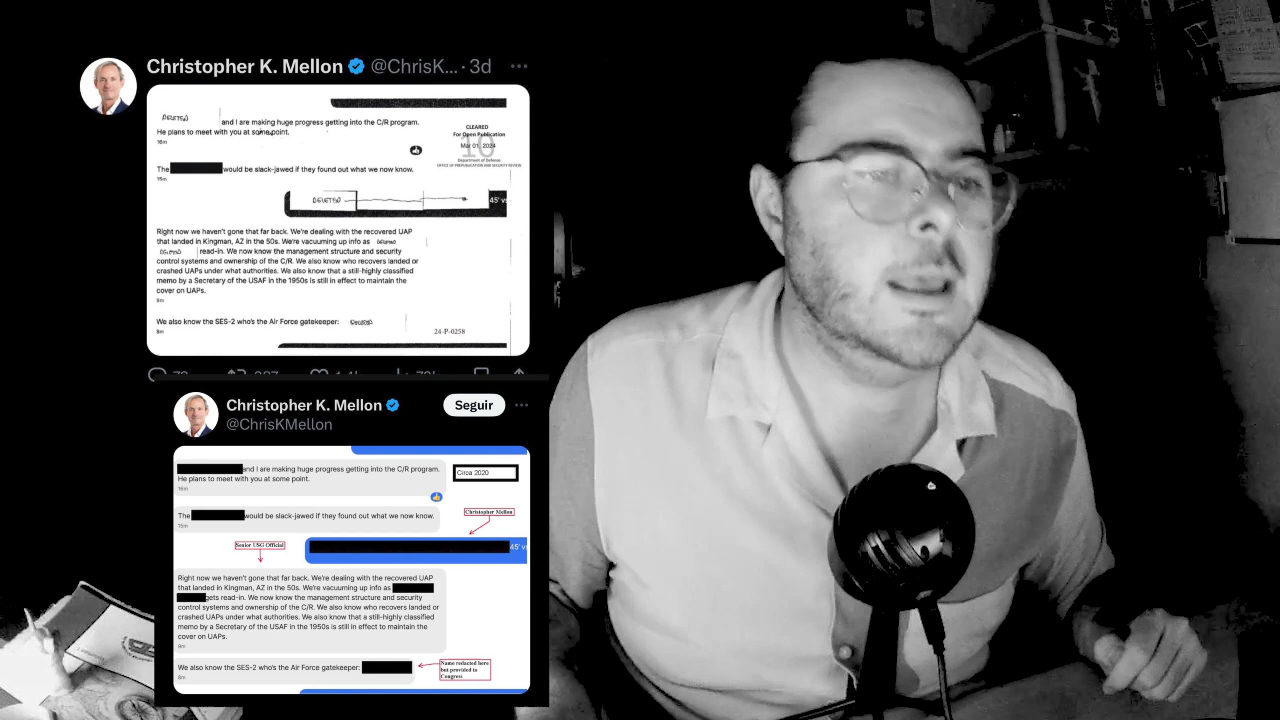 Christopher K. Mellon @ChrisK... · 3d
DELETED and I are making huge progress getting into the C/R program.
He plans to meet with you at some point.
16m
CLEARED
For Open Publication
10
Mar 01, 2024
Department of Defense
OFFICE OF PREPUBLICATION AND SECURITY REVIEW
The would be slack-jawed if they found out what we now know.
15m
DELETED 45' vs
Right now we haven't gone that far back. We're dealing with the recovered UAP
that landed in Kingman, AZ in the 50s. We're vacuuming up info as DELETED
DELETED read-in. We now know the management structure and security
control systems and ownership of the C/R. We also know who recovers landed or
crashed UAPs under what authorities. We also know that a still-highly classified
memo by a Secretary of the USAF in the 1950s is still in effect to maintain the
cover on UAPs.
8m
We also know the SES-2 who's the Air Force gatekeeper: DELETED
8m
24-P-0258
Christopher K. Mellon
@ChrisKMellon
Seguir
and I are making huge progress getting into the C/R program.
He plans to meet with you at some point.
16m
Circa 2020
The would be slack-jawed if they found out what we now know.
15m
Christopher Mellon
Senior USG Official
45' vs
Right now we haven't gone that far back. We're dealing with the recovered UAP
that landed in Kingman, AZ in the 50s. We're vacuuming up info as
gets read-in. We now know the management structure and security
control systems and ownership of the C/R. We also know who recovers landed or
crashed UAPs under what authorities. We also know that a still-highly classified
memo by a Secretary of the USAF in the 1950s is still in effect to maintain the
cover on UAPs.
8m
We also know the SES-2 who's the Air Force gatekeeper:
8m
Name redacted here
but provided to
Congress